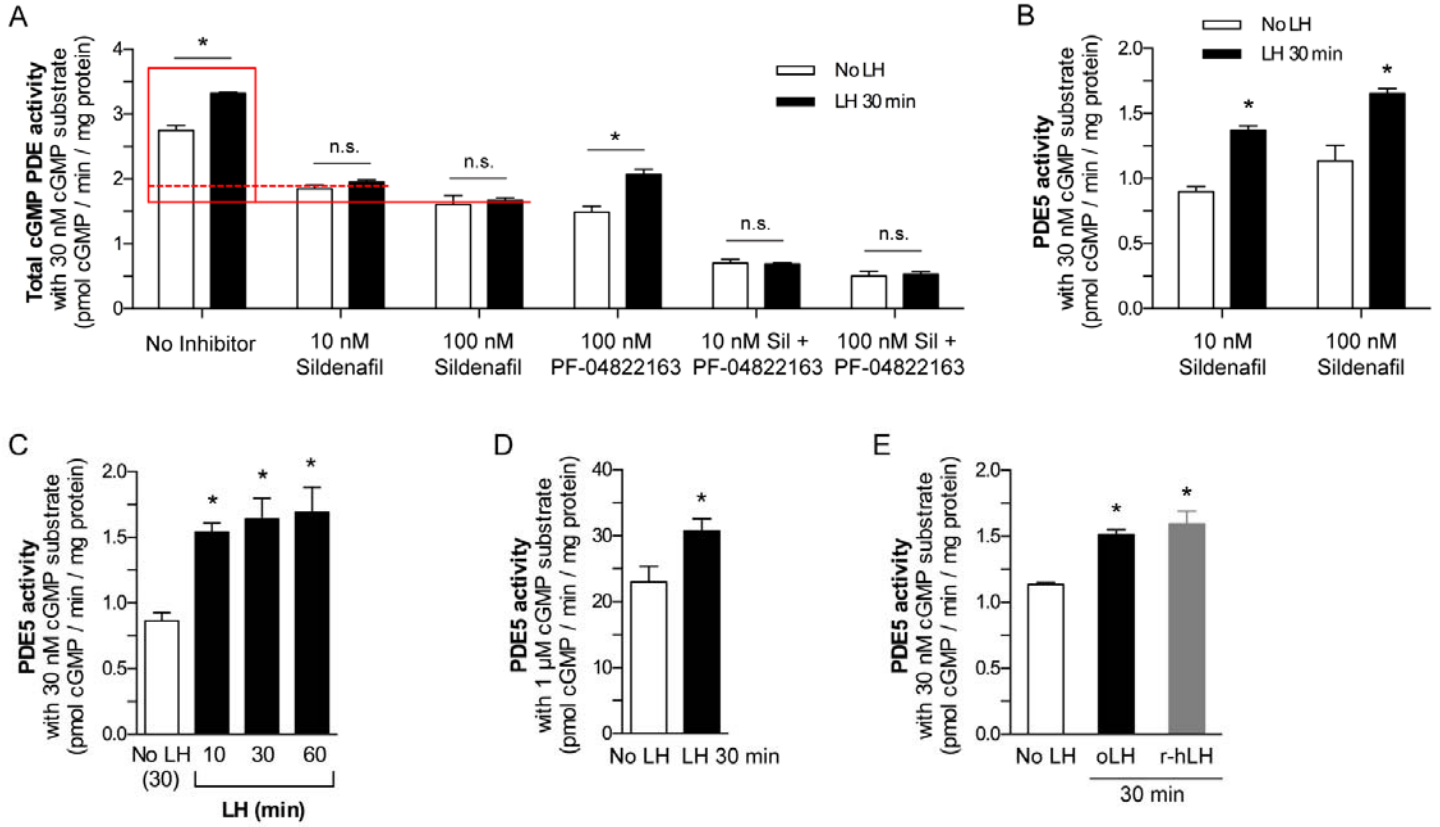 A
Total cGMP PDE activity
with 30 nM cGMP substrate
(pmol cGMP / min / mg protein)
4
3
2
1
0
*
n.s.
n.s.
*
n.s.
n.s.
No LH
LH 30 min
No Inhibitor
10 nM
Sildenafil
100 nM
Sildenafil
100 nM
PF-04822163
10 nM Sil +
PF-04822163
100 nM Sil +
PF-04822163
B
PDE5 activity
with 30 nM cGMP substrate
(pmol cGMP / min / mg protein)
2.0
1.5
1.0
0.5
0.0
No LH
LH 30 min
*
*
10 nM
Sildenafil
100 nM
Sildenafil
C
PDE5 activity
with 30 nM cGMP substrate
(pmol cGMP / min / mg protein)
2.0
1.5
1.0
0.5
0.0
*
*
*
No LH
(30)
10
30
60
LH (min)
D
PDE5 activity
with 1 µM cGMP substrate
(pmol cGMP / min / mg protein)
40
30
20
10
0
*
No LH
LH 30 min
E
PDE5 activity
with 30 nM cGMP substrate
(pmol cGMP / min / mg protein)
2.0
1.5
1.0
0.5
0.0
*
*
No LH
oLH
r-hLH
30 min